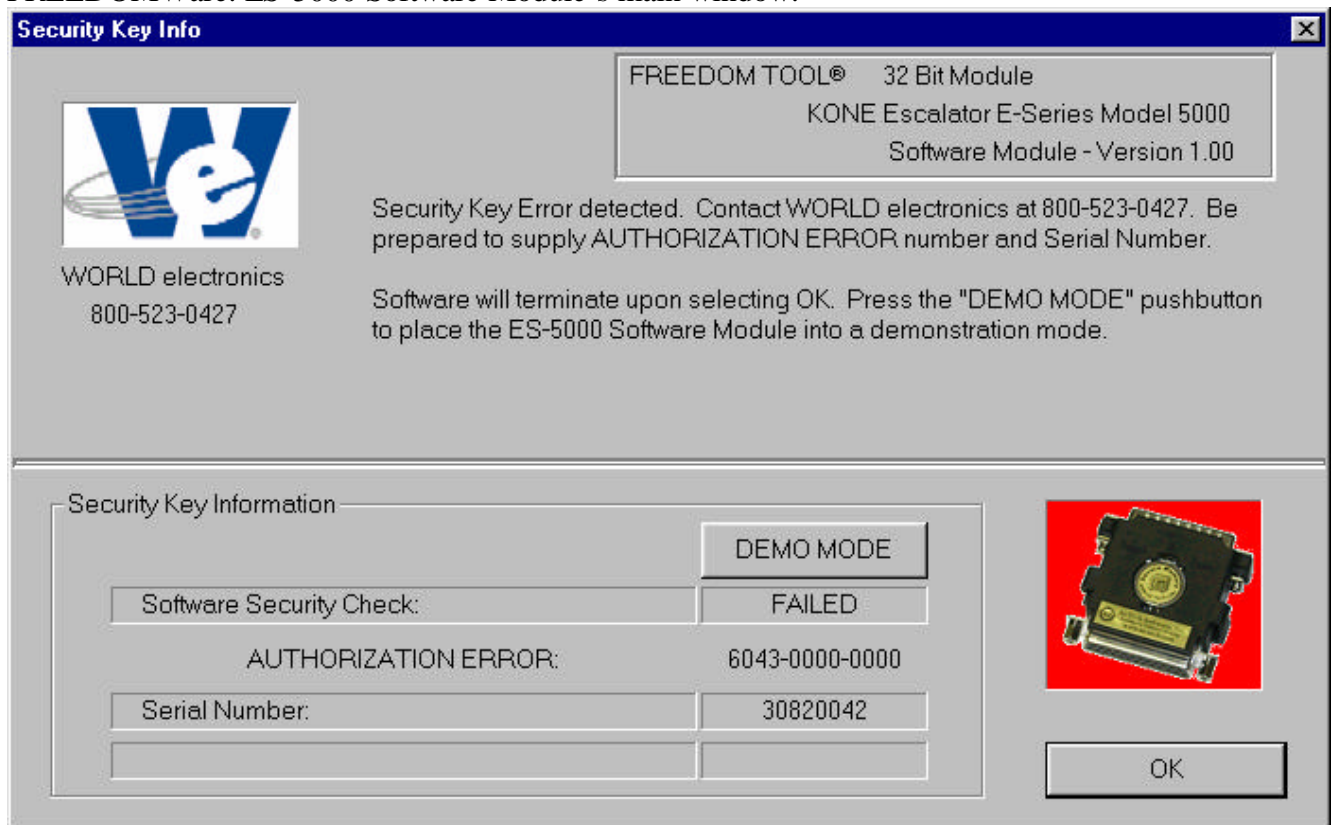 Security Key Info
FREEDOM TOOL® 32 Bit Module
KONE Escalator E-Series Model 5000
Software Module - Version 1.00
We
Security Key Error detected. Contact WORLD electronics at 800-523-0427. Be
prepared to supply AUTHORIZATION ERROR number and Serial Number.
WORLD electronics
800-523-0427
Software will terminate upon selecting OK. Press the "DEMO MODE" pushbutton
to place the ES-5000 Software Module into a demonstration mode.
Security Key Information
DEMO MODE
Software Security Check: FAILED
AUTHORIZATION ERROR: 6043-0000-0000
Serial Number: 30820042
OK